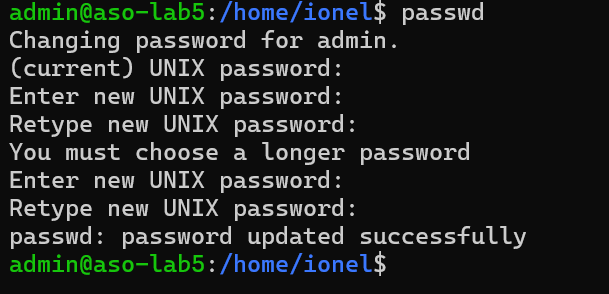 admin@aso-lab5:/home/ionel$ passwd
Changing password for admin.
(current) UNIX password:
Enter new UNIX password:
Retype new UNIX password:
You must choose a longer password
Enter new UNIX password:
Retype new UNIX password:
passwd: password updated successfully
admin@aso-lab5:/home/ionel$